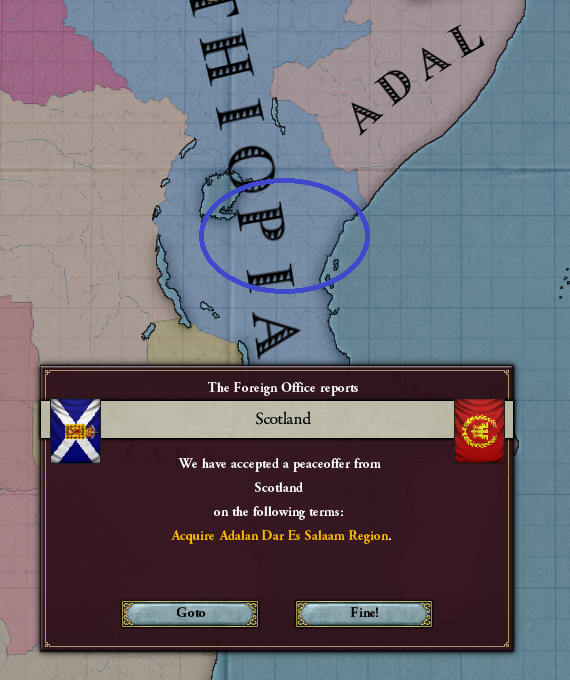 THIOPIA
ADAL
The Foreign Office reports
Scotland
We have accepted a peaceoffer from
Scotland
on the following terms:
Acquire Adalan Dar Es Salaam Region.
Goto
Fine!